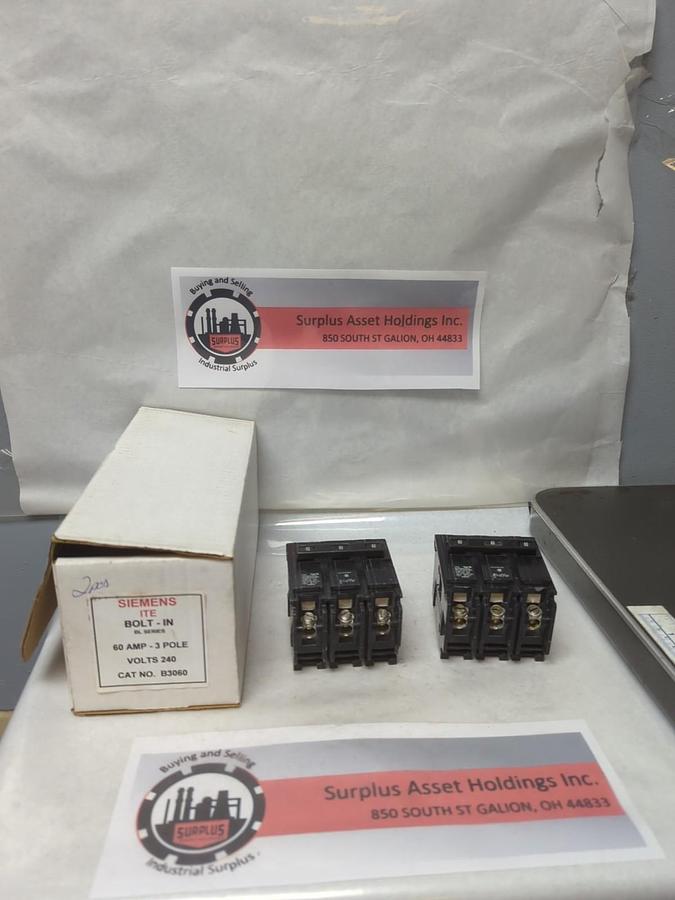 Buying and Selling
SURPLUS
Industrial Surplus
Surplus Asset Holdings Inc.
850 SOUTH ST GALION, OH 44833
SIEMENS
ITE
BOLT - IN
BL SERIES
60 AMP - 3 POLE
VOLTS 240
CAT NO. B3060
Buying and Selling
SURPLUS
Industrial Surplus.
Surplus Asset Holdings Inc.
850 SOUTH ST GALION, OH 44833